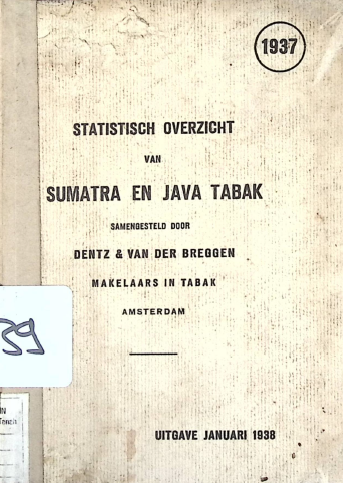 1937
STATISTISCH OVERZICHT
VAN
SUMATRA EN JAVA TABAK
SAMENGESTELD DOOR
DENTZ & VAN DER BREGGEN
MAKELAARS IN TABAK
AMSTERDAM
39
UITGAVE JANUARI 1938